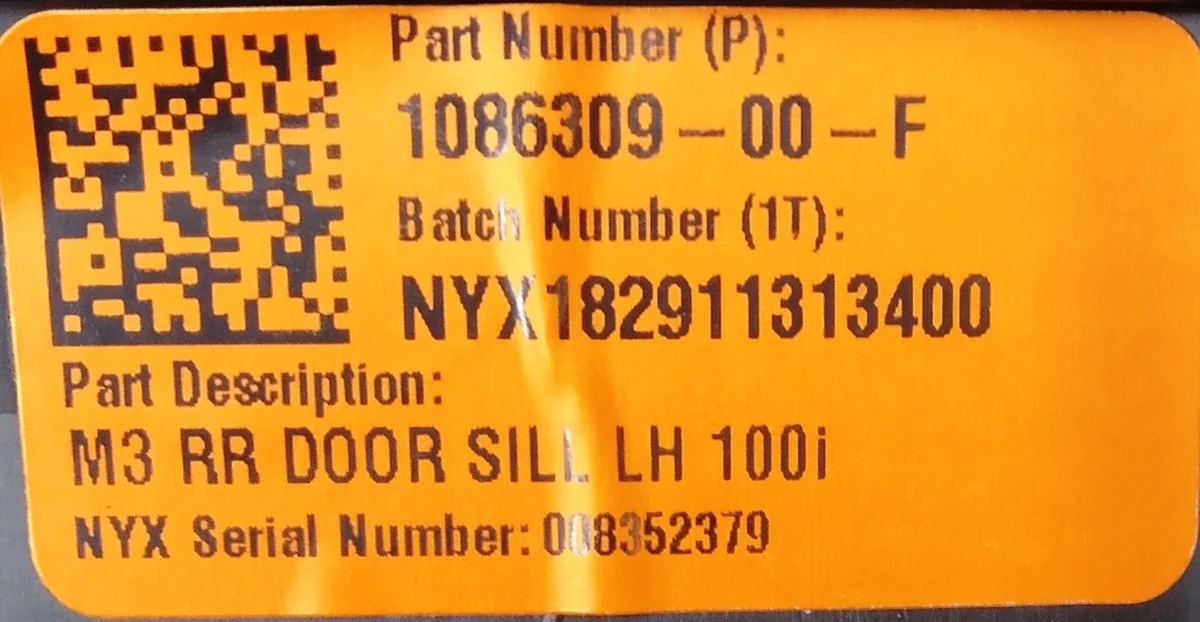 Part Number (P):
1086309-00-F
Batch Number (1T):
NYX182911313400
Part Description:
M3 RR DOOR SILL LH 100i
NYX Serial Number: 008352379